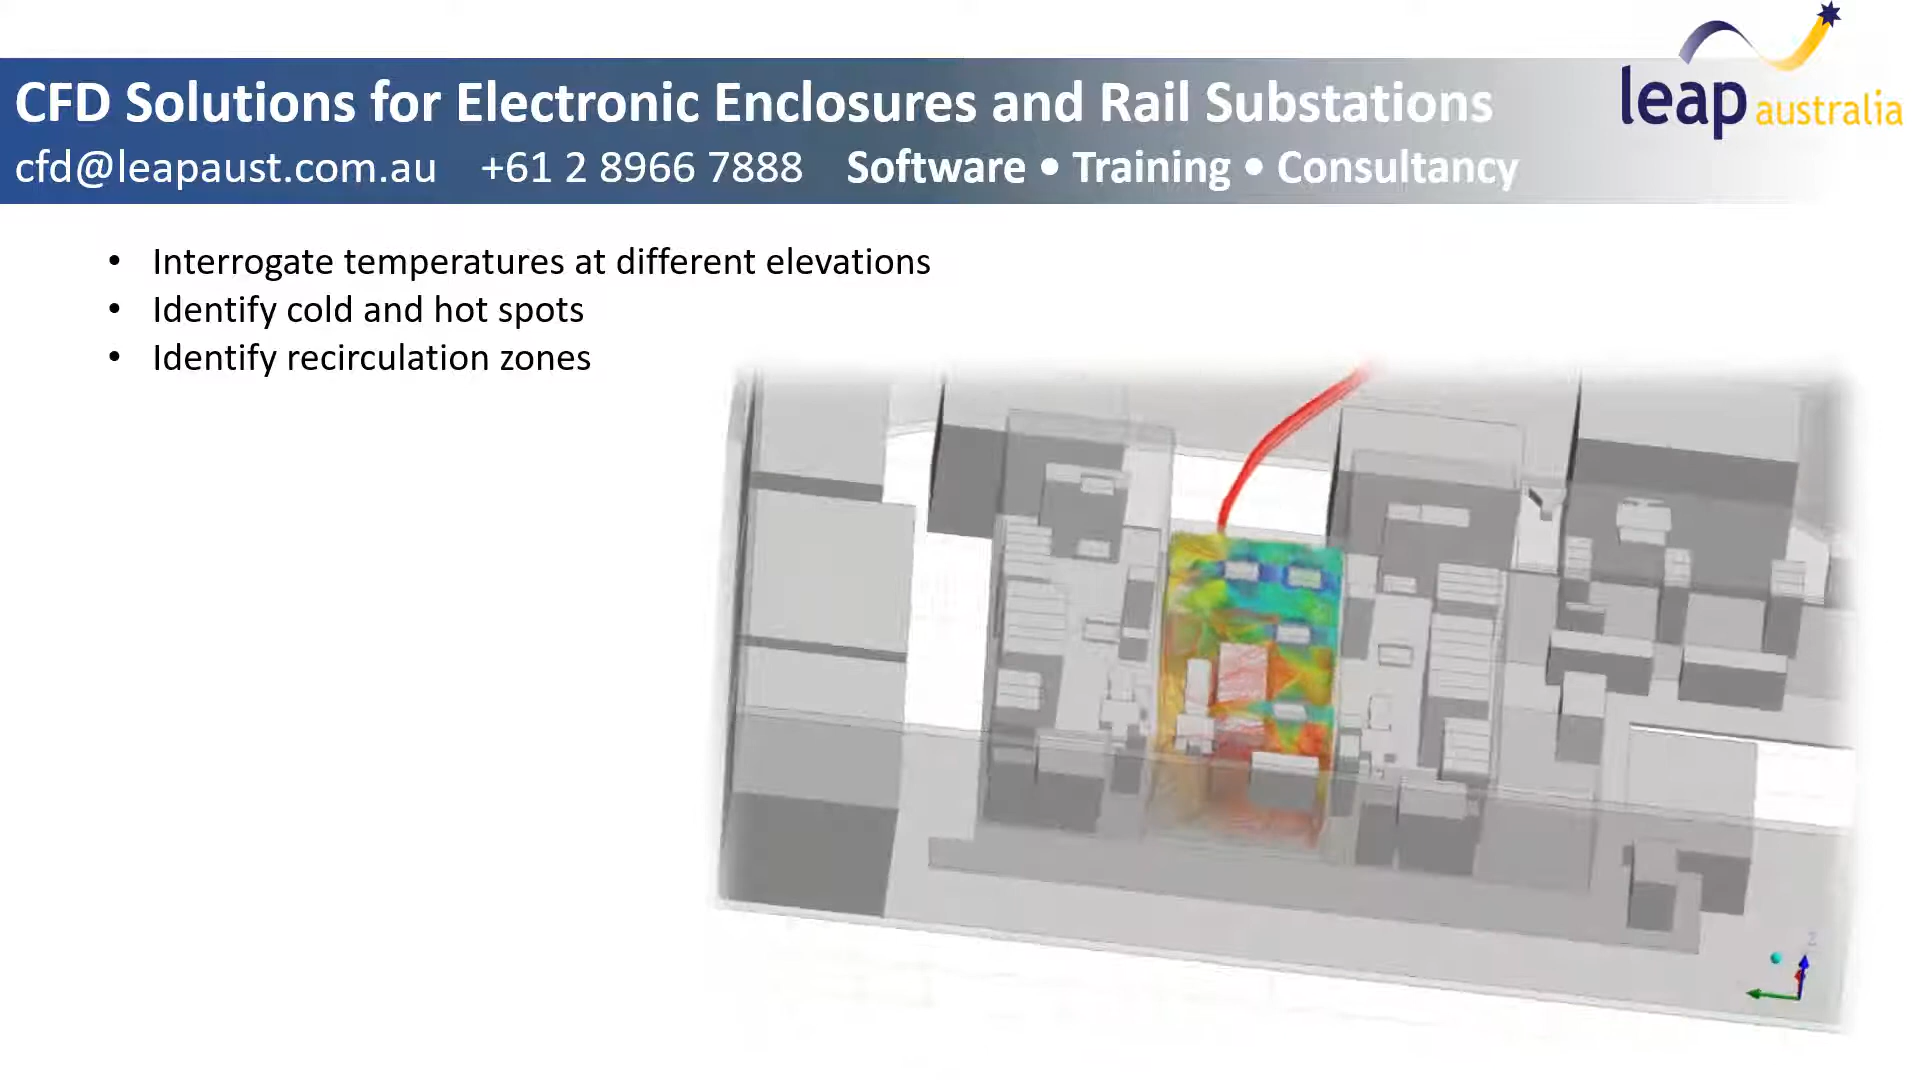 CFD Solutions for Electronic Enclosures and Rail Substations
cfd@leapaust.com.au +61 2 8966 7888 Software • Training • Consultancy
leap australia
• Interrogate temperatures at different elevations
• Identify cold and hot spots
• Identify recirculation zones
Z